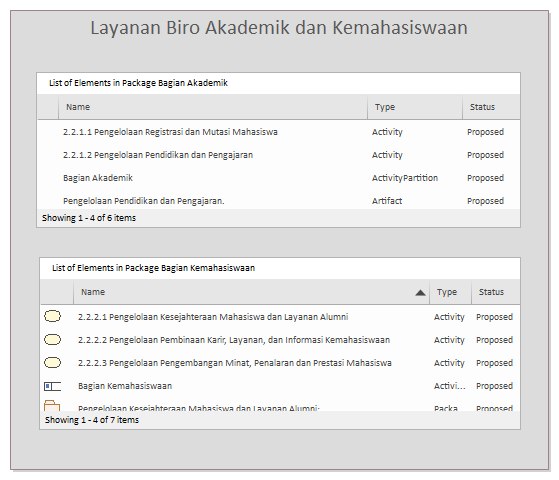 Layanan Biro Akademik dan Kemahasiswaan
List of Elements in Package Bagian Akademik
Name Type Status
2.2.1.1 Pengelolaan Registrasi dan Mutasi Mahasiswa Activity Proposed
2.2.1.2 Pengelolaan Pendidikan dan Pengajaran Activity Proposed
Bagian Akademik ActivityPartition Proposed
Pengelolaan Pendidikan dan Pengajaran. Artifact Proposed
Showing 1 - 4 of 6 items
List of Elements in Package Bagian Kemahasiswaan
Name Type Status
2.2.2.1 Pengelolaan Kesejahteraan Mahasiswa dan Layanan Alumni Activity Proposed
2.2.2.2 Pengelolaan Pembinaan Karir, Layanan, dan Informasi Kemahasiswaan Activity Proposed
2.2.2.3 Pengelolaan Pengembangan Minat, Penalaran dan Prestasi Mahasiswa Activity Proposed
Bagian Kemahasiswaan Activi... Proposed
Pengelolaan Kesejahteraan Mahasiswa dan Layanan Alumni; Packa Proposed
Showing 1 - 4 of 7 items